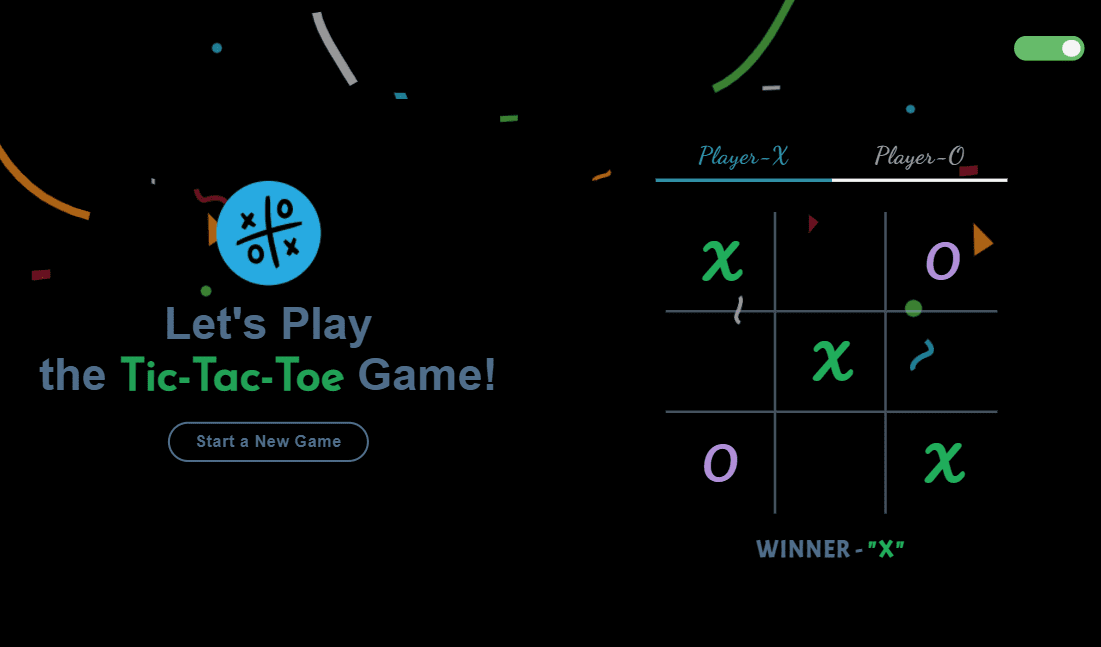 Let's Play
the Tic-Tac-Toe Game!
Start a New Game
Player-X Player-O
X O
X
O X
WINNER - "X"